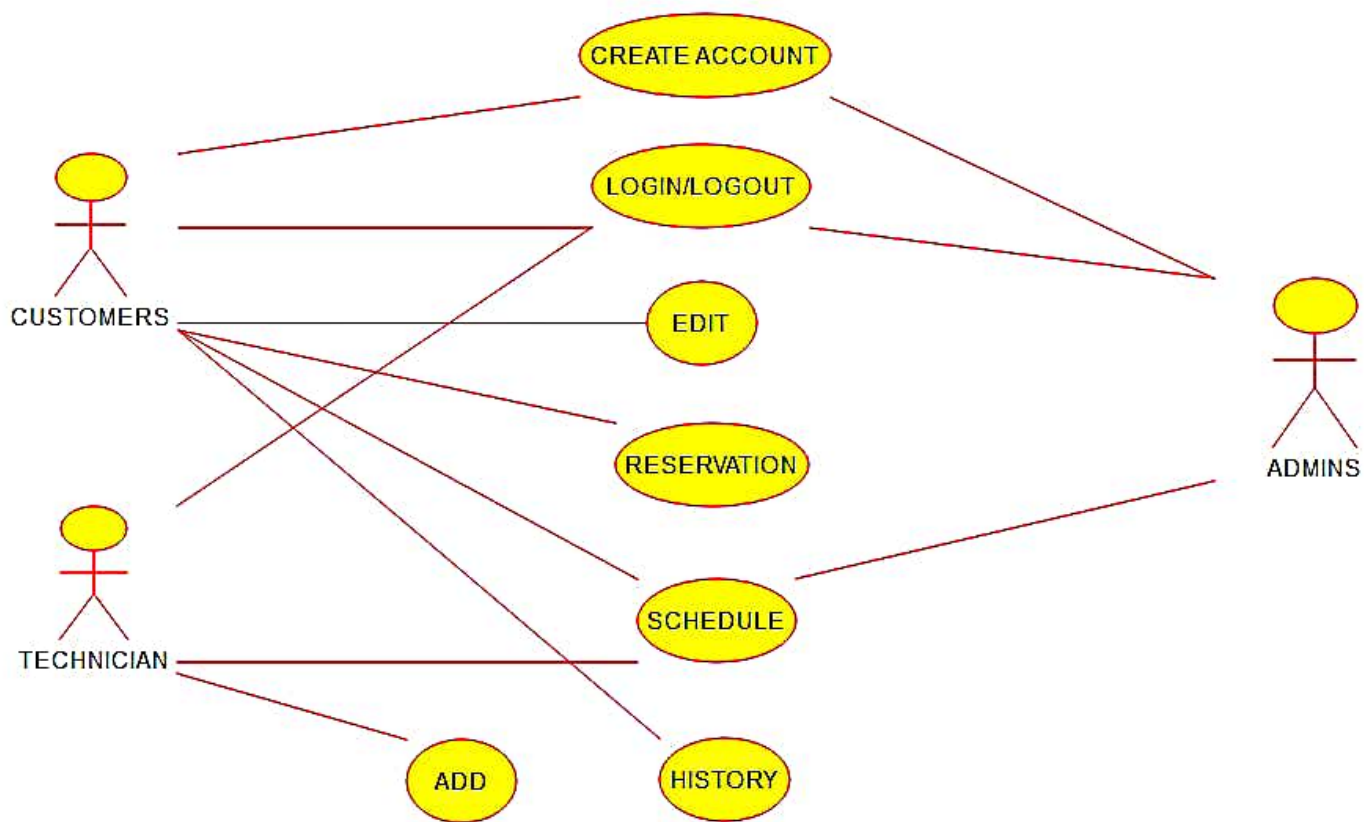 CREATE ACCOUNT
LOGIN/LOGOUT
CUSTOMERS
EDIT
RESERVATION
ADMINS
SCHEDULE
TECHNICIAN
ADD
HISTORY